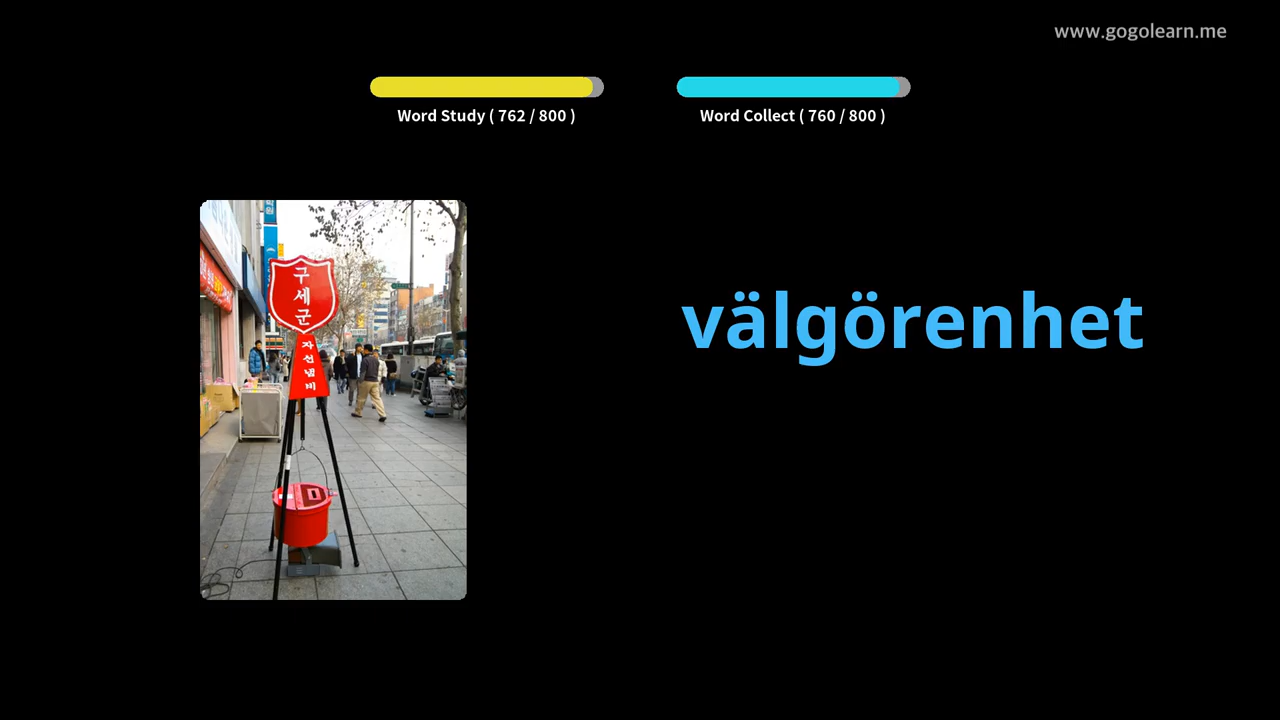 www.gogolearn.me
Word Study ( 762 / 800 )
Word Collect ( 760 / 800 )
구세군
자선냄비
välgörenhet